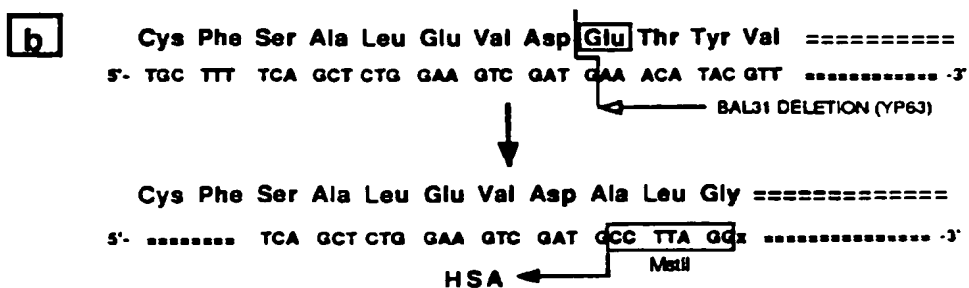 b
Cys Phe Ser Ala Leu Glu Val Asp Glu Thr Tyr Val ==========
5'- TGC TTT TCA GCT CTG GAA GTC GAT GAA ACA TAC GTT ------------- -3'
BAL31 DELETION (YP63)
Cys Phe Ser Ala Leu Glu Val Asp Ala Leu Gly =============
5'- -------- TCA GCT CTG GAA GTC GAT GCC TTA GGx --------------- -3'
MstII
HSA